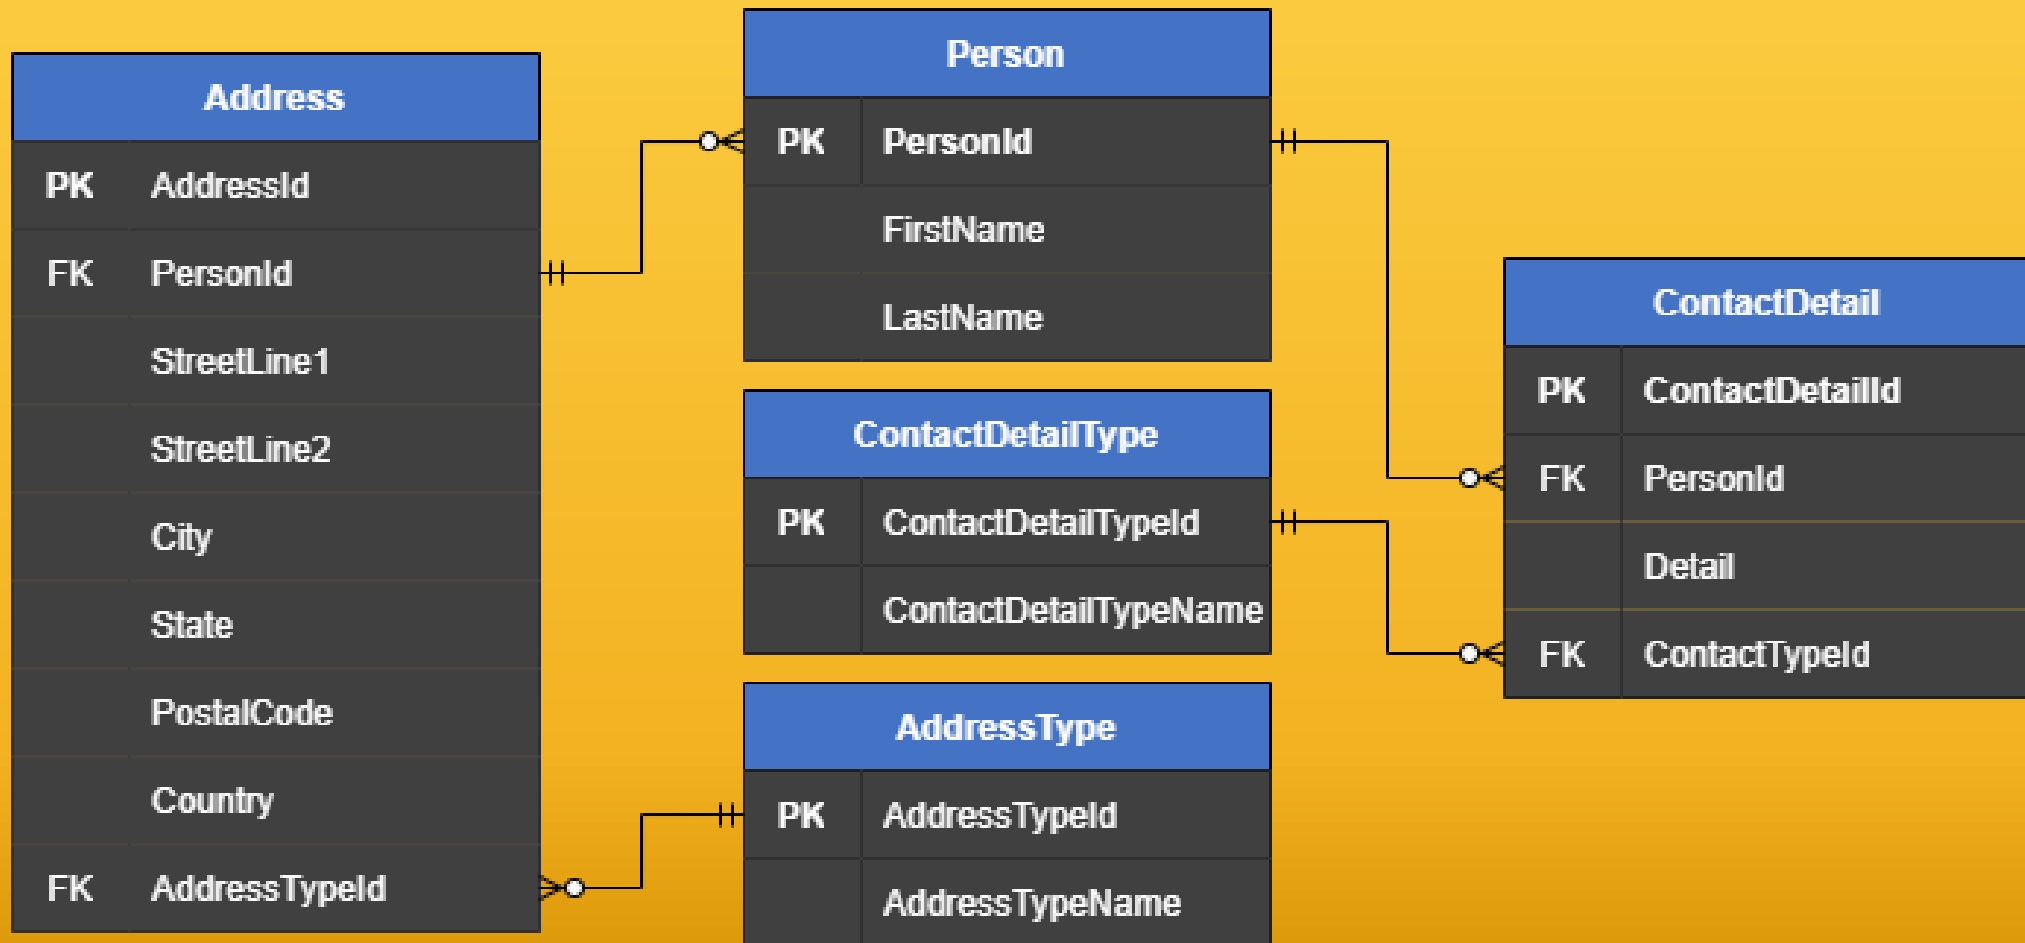 Address
PK AddressId
FK PersonId
StreetLine1
StreetLine2
City
State
PostalCode
Country
FK AddressTypeId
Person
PK PersonId
FirstName
LastName
ContactDetailType
PK ContactDetailTypeId
ContactDetailTypeName
AddressType
PK AddressTypeId
AddressTypeName
ContactDetail
PK ContactDetailId
FK PersonId
Detail
FK ContactTypeId